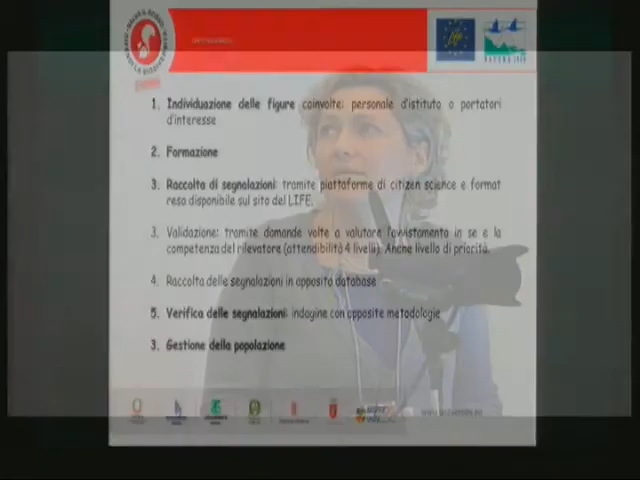 1. Individuazione delle figure coinvolte: personale d'istituto o portatori
d'interesse
2. Formazione
3. Raccolta di segnalazioni: tramite piattaforme di citizen science e format
resa disponibile sul sito del LIFE.
3. Validazione: tramite domande volte a valutare l'avvistamento in se e la
competenza del rilevatore (attendibilità 4 livelli). Anche livello di priorità.
4. Raccolta delle segnalazioni in apposito database
5. Verifica delle segnalazioni: indagine con apposite metodologie
3. Gestione della popolazione